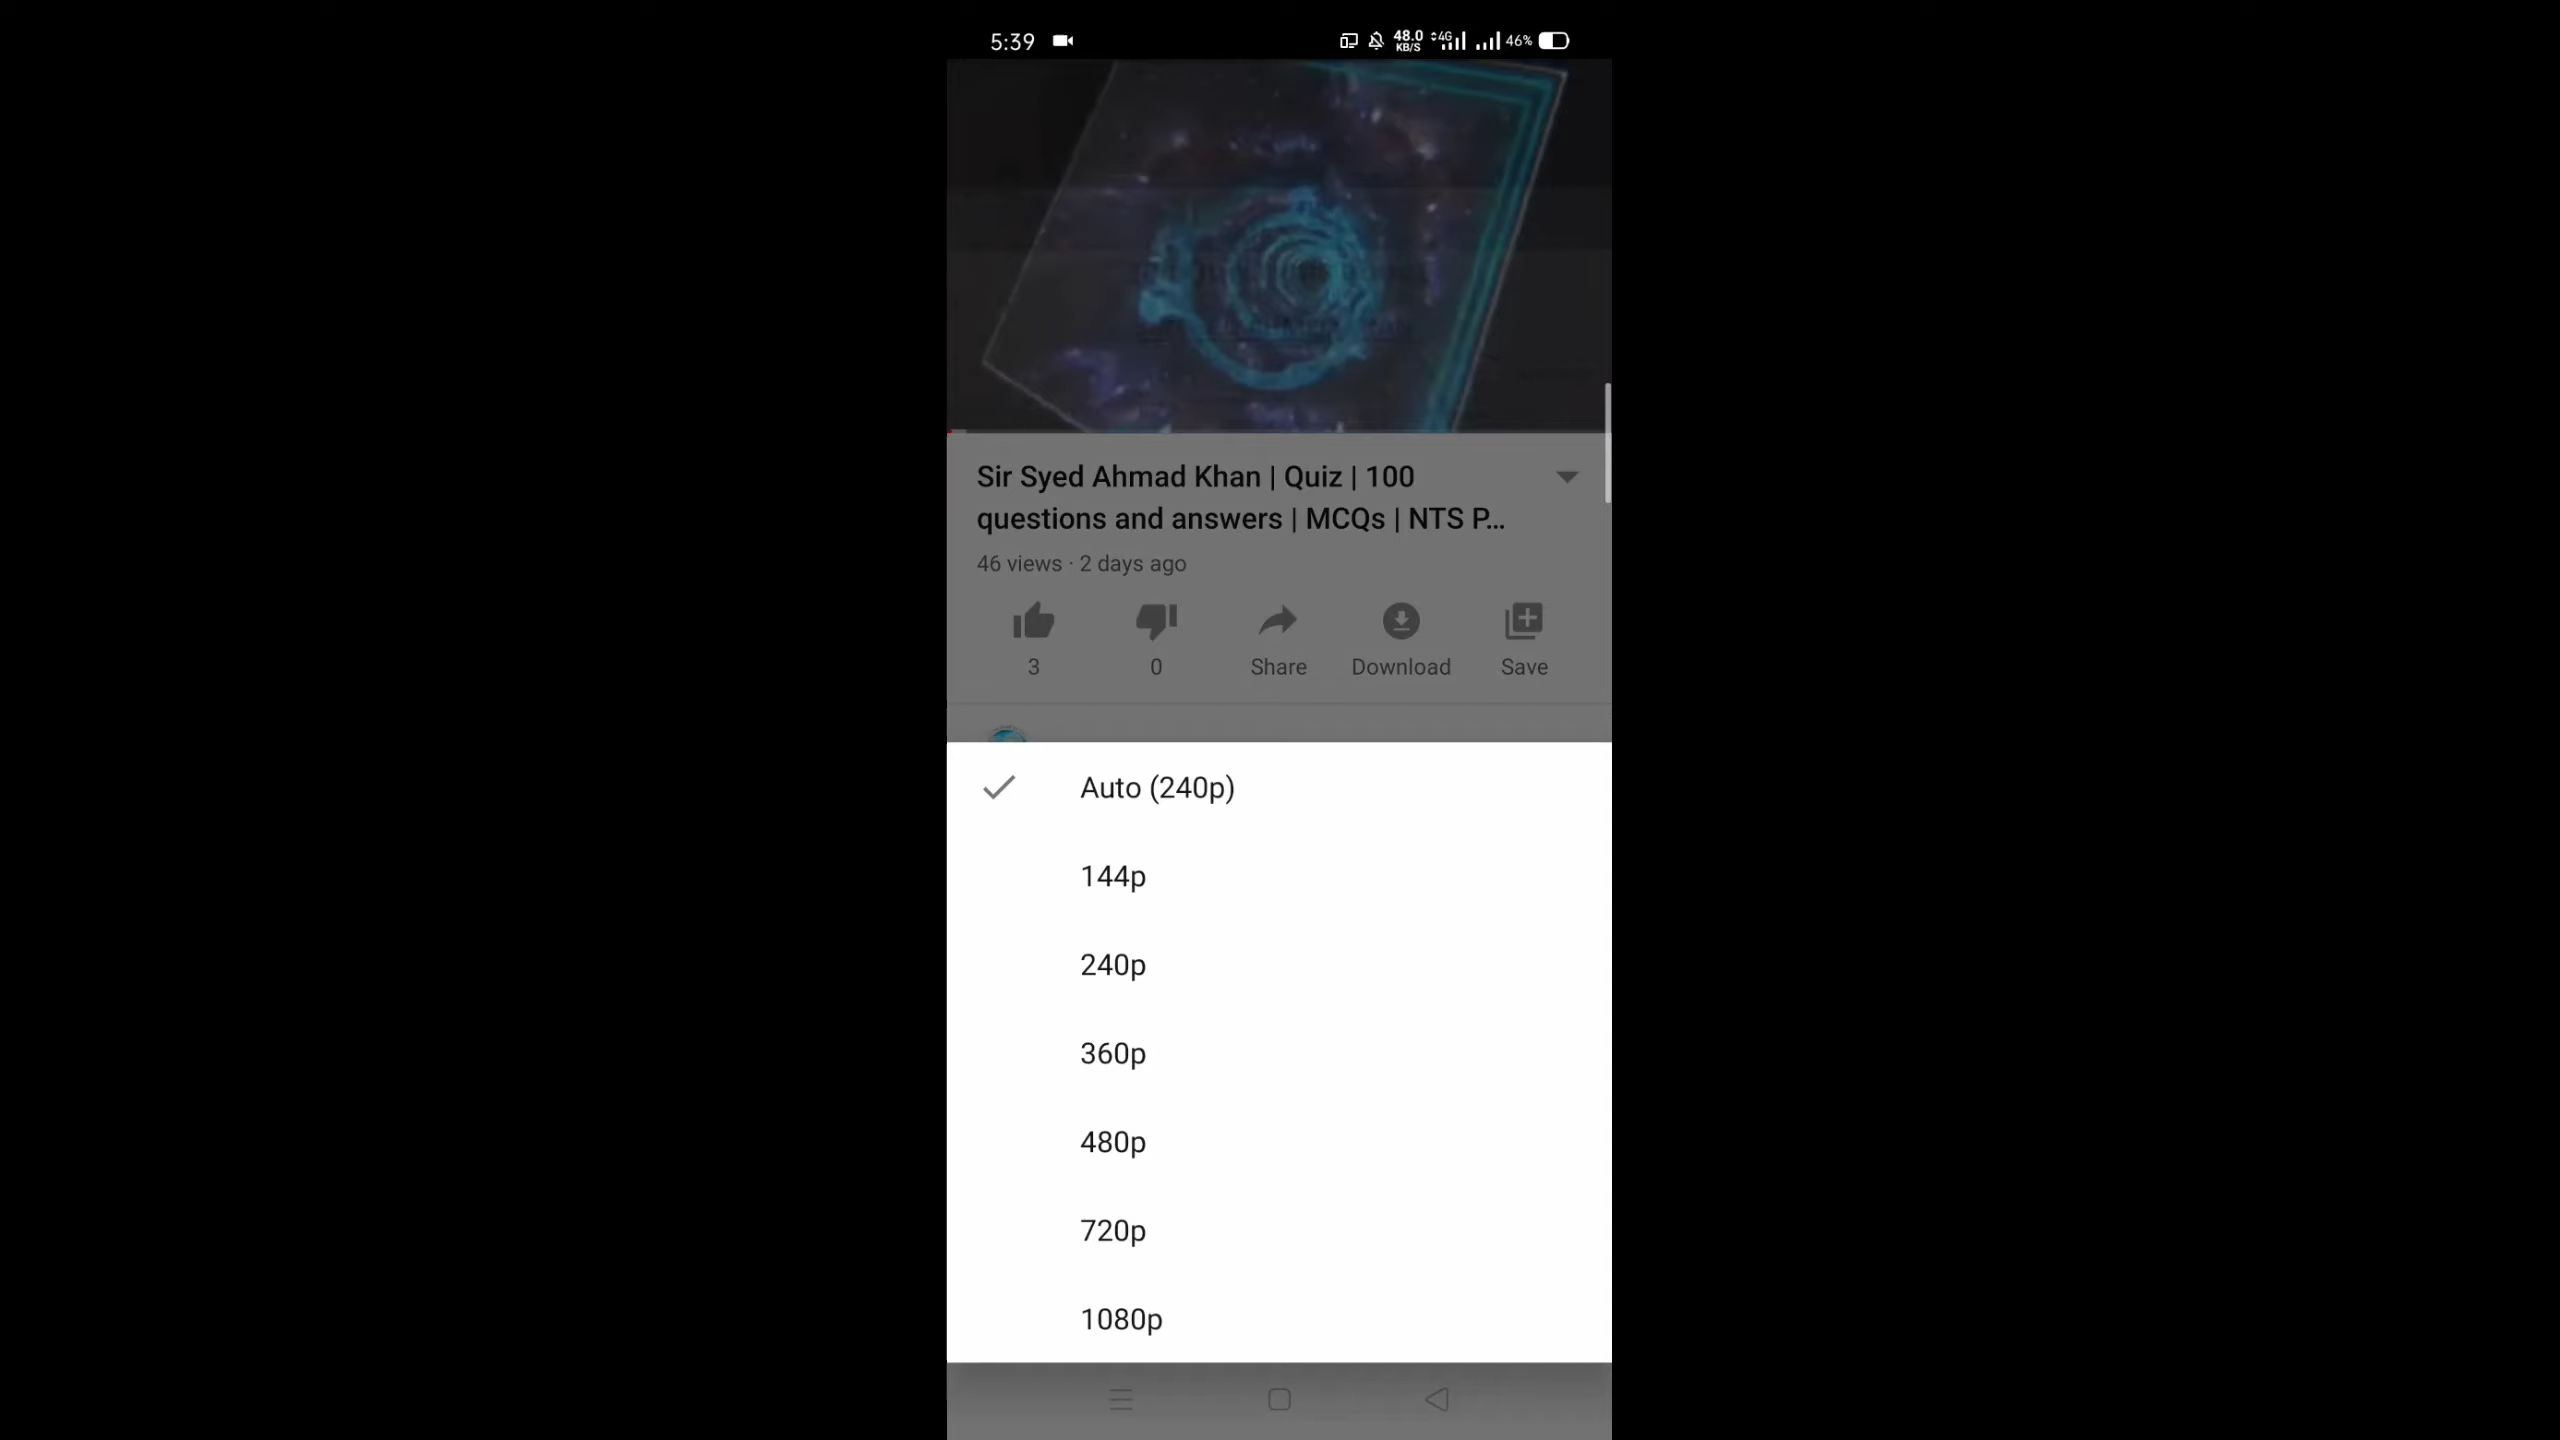 5:39 48.0 KB/S 4G 46%
Sir Syed Ahmad Khan | Quiz | 100
questions and answers | MCQs | NTS P...
46 views · 2 days ago
3 0 Share Download Save
Auto (240p)
144p
240p
360p
480p
720p
1080p